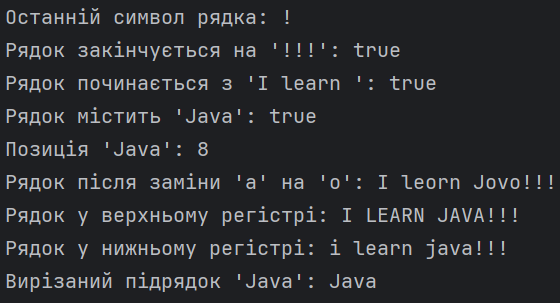 Останній символ рядка: !
Рядок закінчується на '!!!': true
Рядок починається з 'I learn ': true
Рядок містить 'Java': true
Позиція 'Java': 8
Рядок після заміни 'a' на 'o': I leorn Jovo!!!
Рядок у верхньому регістрі: I LEARN JAVA!!!
Рядок у нижньому регістрі: i learn java!!!
Вирізаний підрядок 'Java': Java